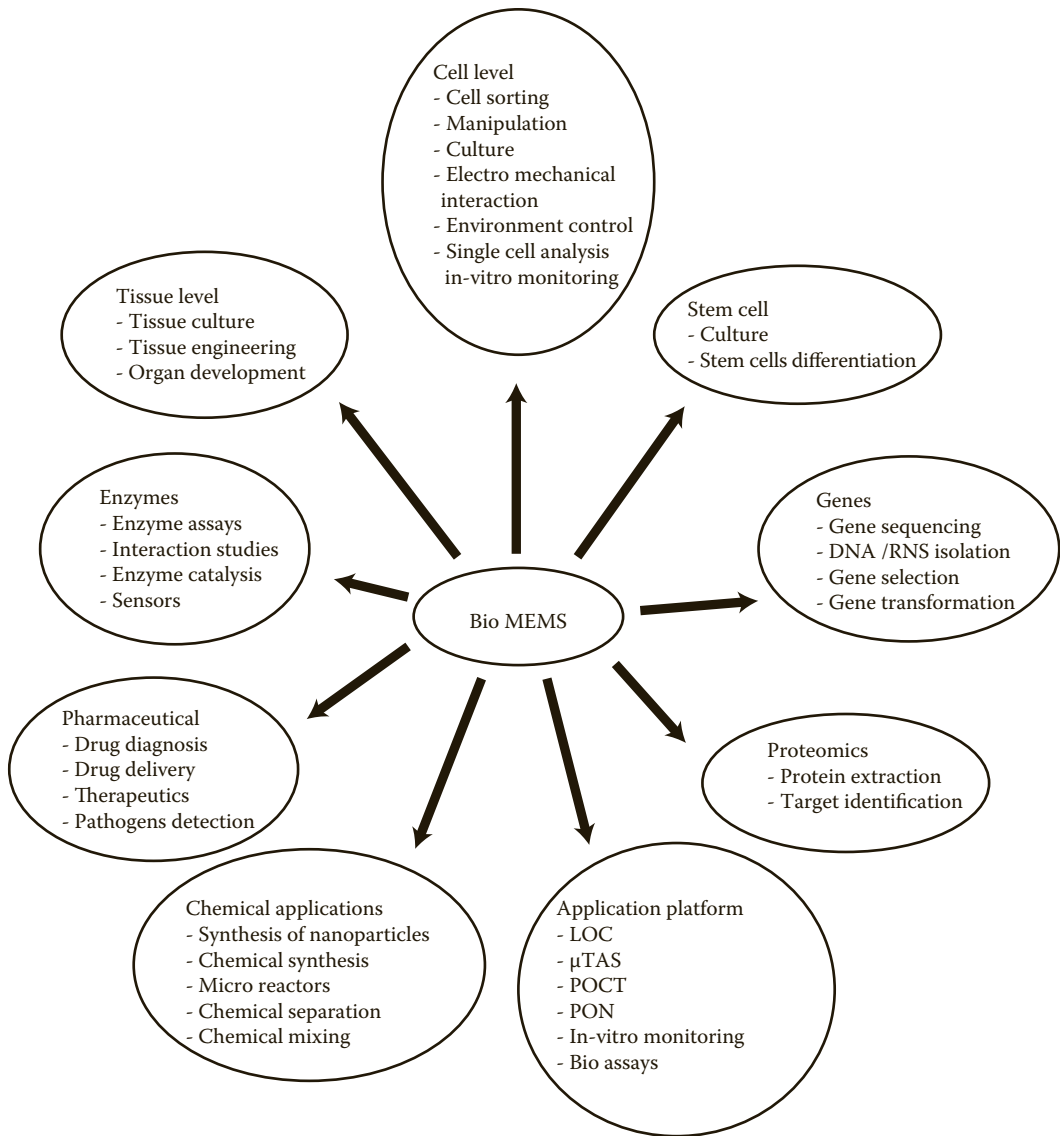 Cell level
- Cell sorting
- Manipulation
- Culture
- Electro mechanical
interaction
- Environment control
- Single cell analysis
in-vitro monitoring
Tissue level
- Tissue culture
- Tissue engineering
- Organ development
Stem cell
- Culture
- Stem cells differentiation
Enzymes
- Enzyme assays
- Interaction studies
- Enzyme catalysis
- Sensors
Genes
- Gene sequencing
- DNA /RNS isolation
- Gene selection
- Gene transformation
Bio MEMS
Pharmaceutical
- Drug diagnosis
- Drug delivery
- Therapeutics
- Pathogens detection
Proteomics
- Protein extraction
- Target identification
Chemical applications
- Synthesis of nanoparticles
- Chemical synthesis
- Micro reactors
- Chemical separation
- Chemical mixing
Application platform
- LOC
- μTAS
- POCT
- PON
- In-vitro monitoring
- Bio assays